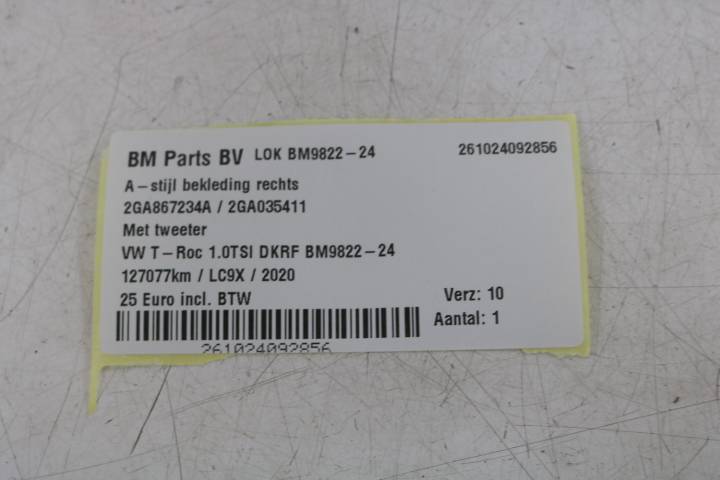 BM Parts BV LOK BM9822-24 261024092856
A-stijl bekleding rechts
2GA867234A / 2GA035411
Met tweeter
VW T-Roc 1.0TSI DKRF BM9822-24
127077km / LC9X / 2020
25 Euro incl. BTW Verz: 10
Aantal: 1
261024092856